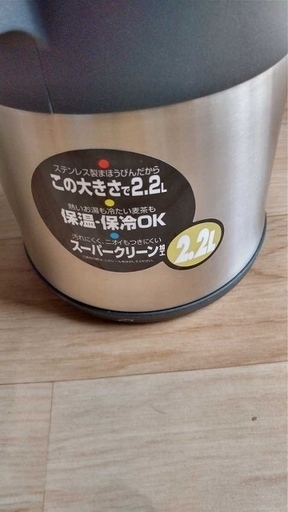 ステンレス製まほうびんだから
この大きさで2.2L
熱いお湯も冷たい麦茶も
保温・保冷OK
汚れにくく、ニオイもつきにくい
スーパークリーン加工
2.2L